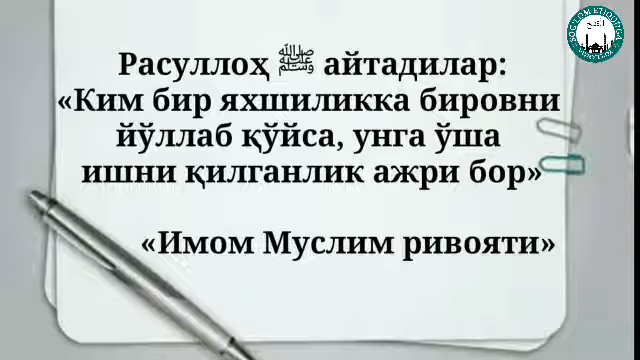 Расуллоҳ ﷺ айтадилар:
«Ким бир яхшиликка бировни
йўллаб қўйса, унга ўша
ишни қилганлик ажри бор»
«Имом Муслим ривояти»